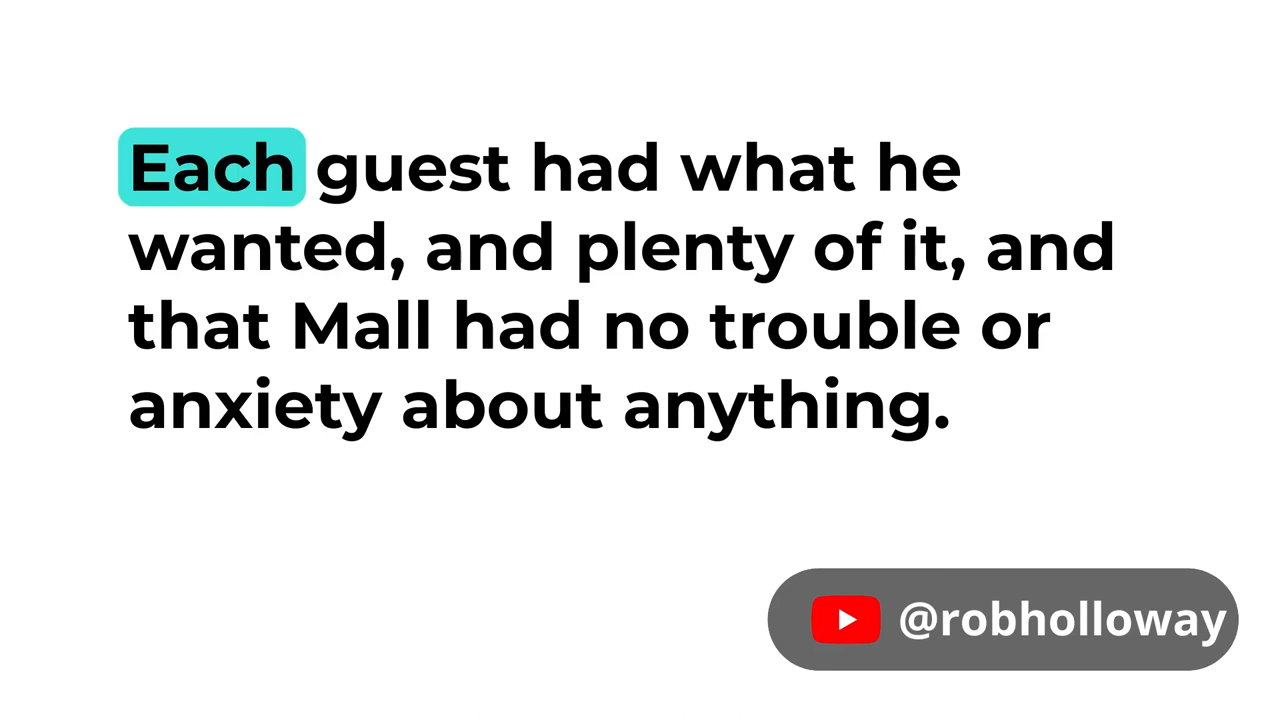 Each guest had what he
wanted, and plenty of it, and
that Mall had no trouble or
anxiety about anything.
@robholloway